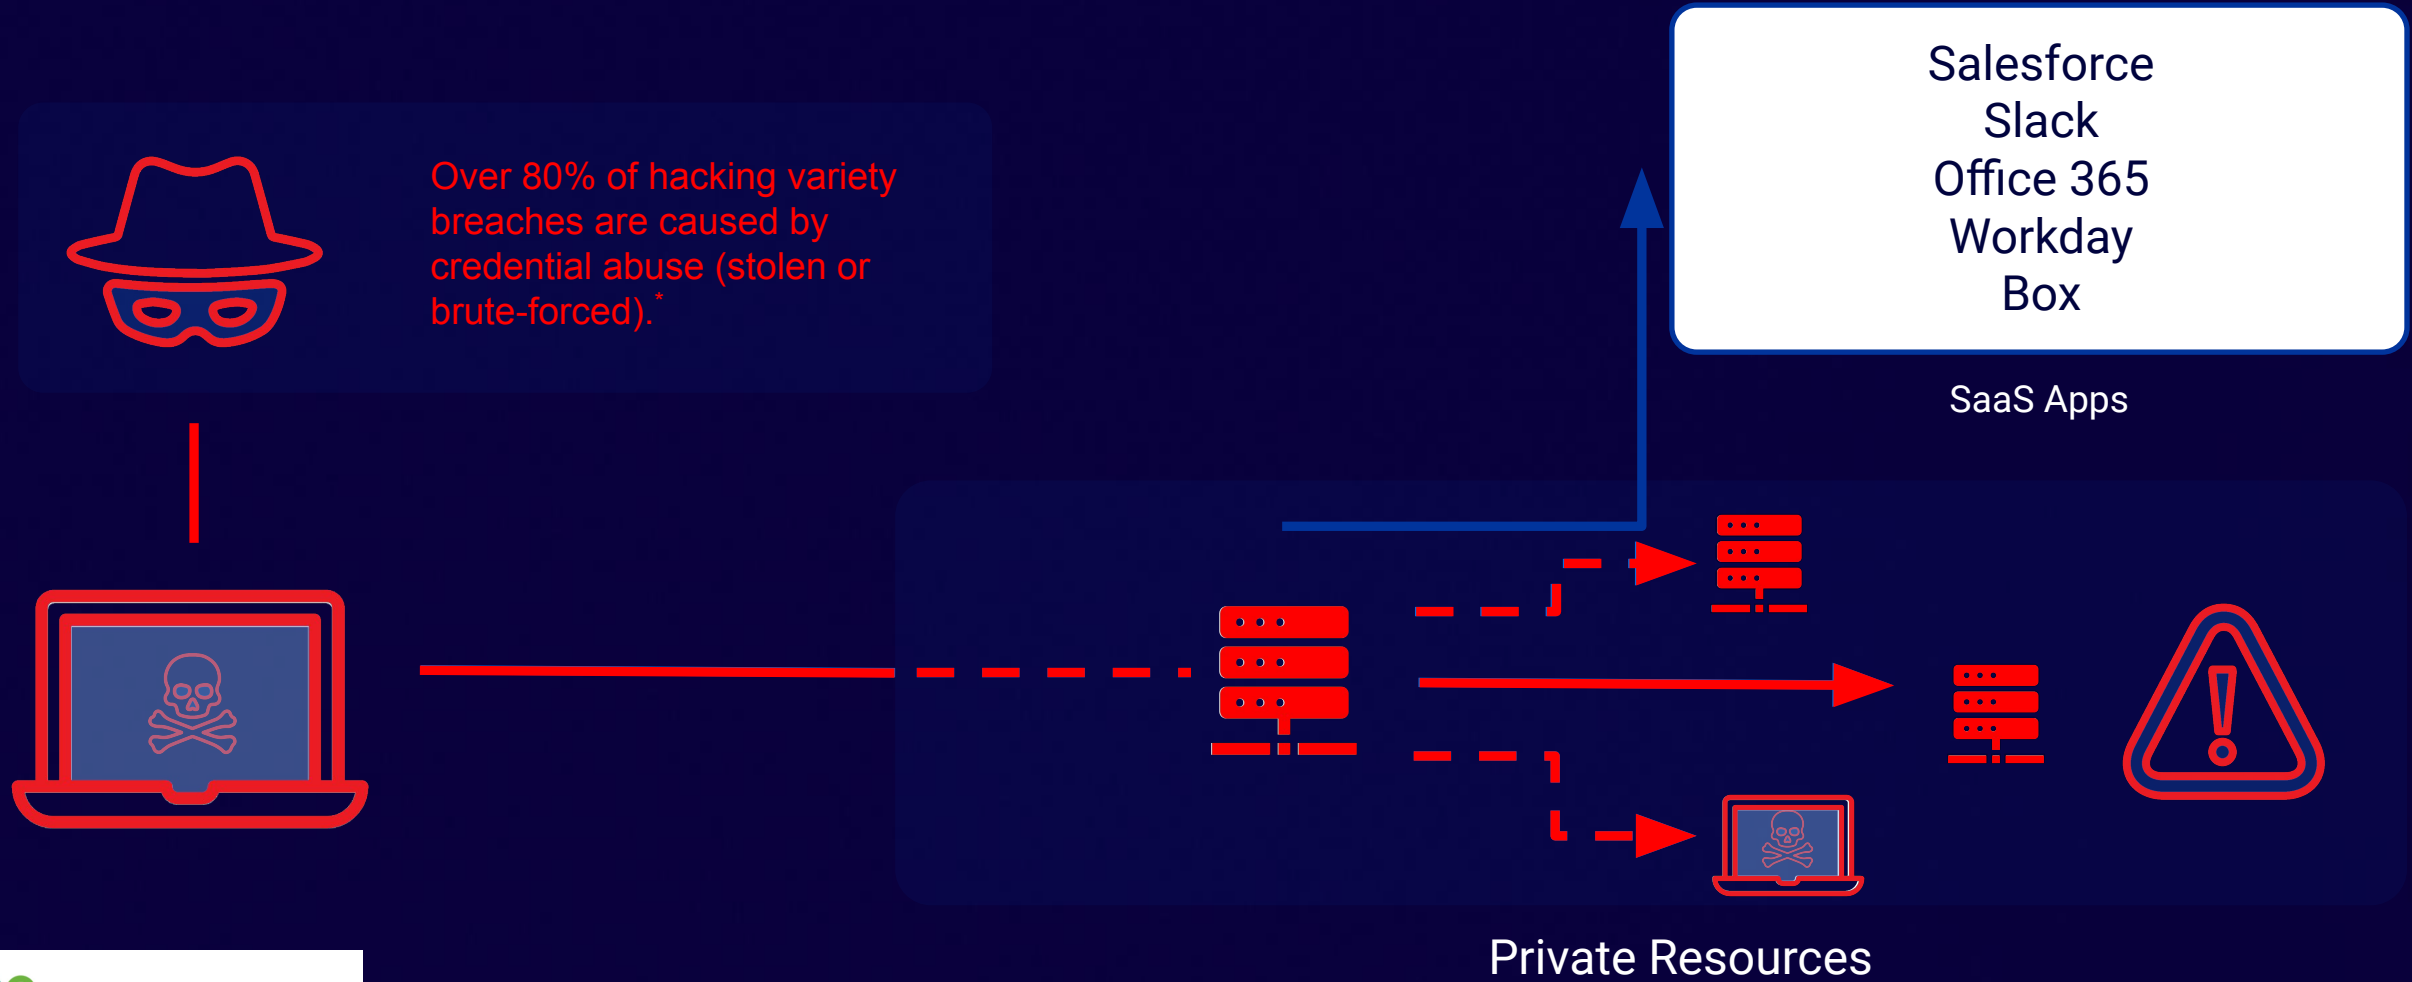 Over 80% of hacking variety
breaches are caused by
credential abuse (stolen or
brute-forced).*
Salesforce
Slack
Office 365
Workday
Box
SaaS Apps
Private Resources